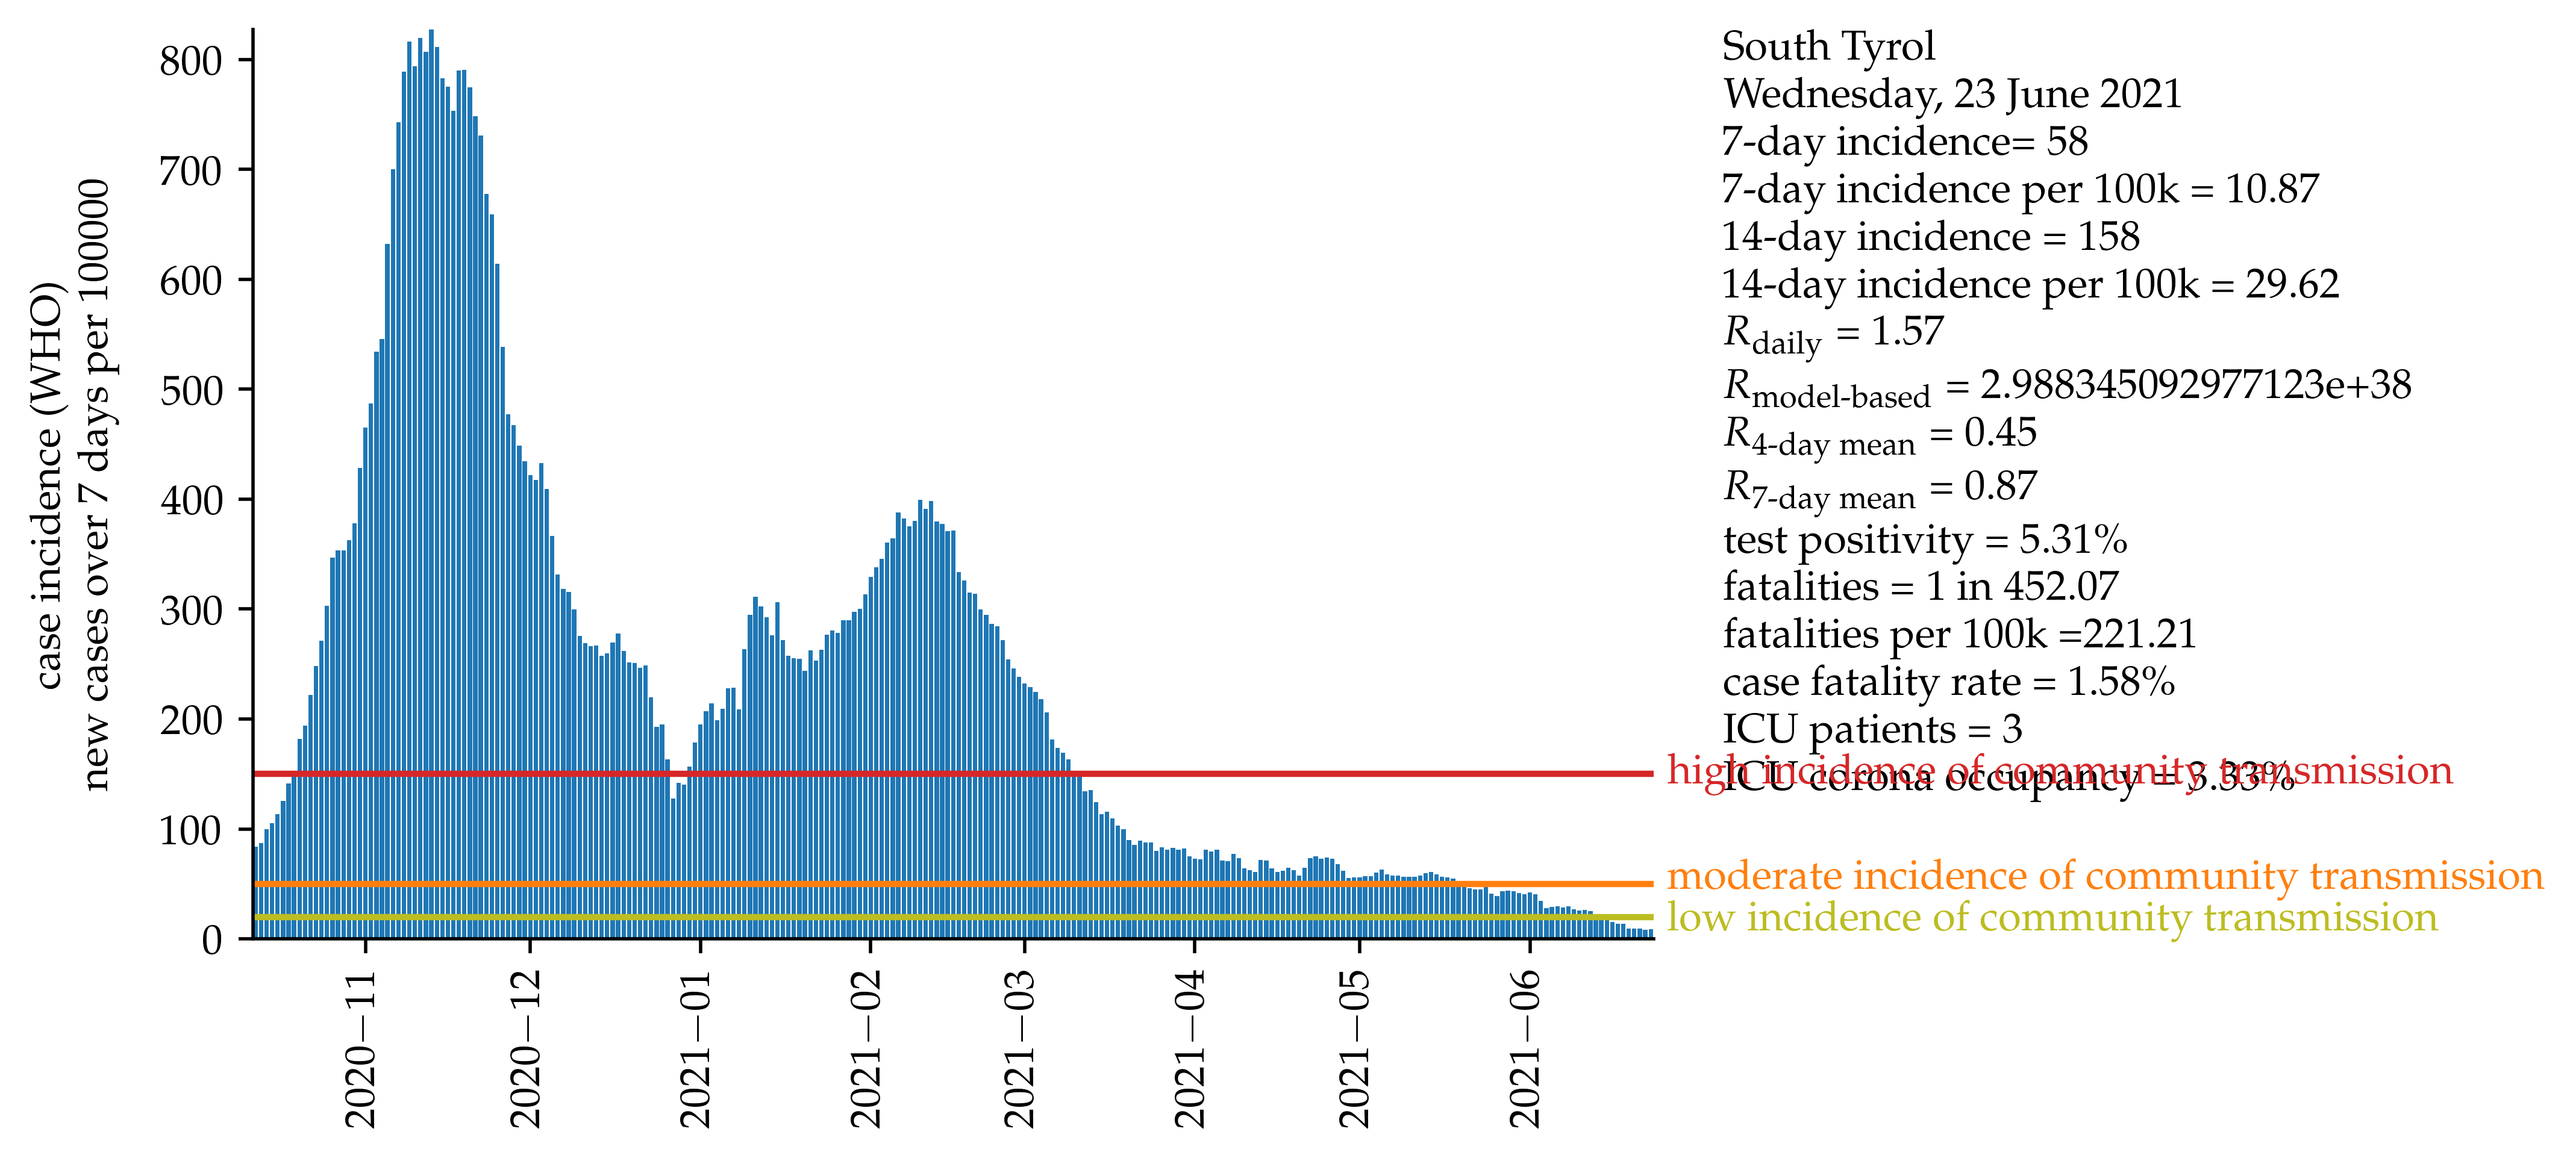 case incidence (WHO)
new cases over 7 days per 100000
800
700
600
500
400
300
200
100
0
2020−11
2020−12
2021−01
2021−02
2021−03
2021−04
2021−05
2021−06
South Tyrol
Wednesday, 23 June 2021
7-day incidence= 58
7-day incidence per 100k = 10.87
14-day incidence = 158
14-day incidence per 100k = 29.62
Rdaily = 1.57
Rmodel-based = 2.988345092977123e+38
R4-day mean = 0.45
R7-day mean = 0.87
test positivity = 5.31%
fatalities = 1 in 452.07
fatalities per 100k =221.21
case fatality rate = 1.58%
ICU patients = 3
ICU corona occupancy = 3.33%
high incidence of community transmission
moderate incidence of community transmission
low incidence of community transmission